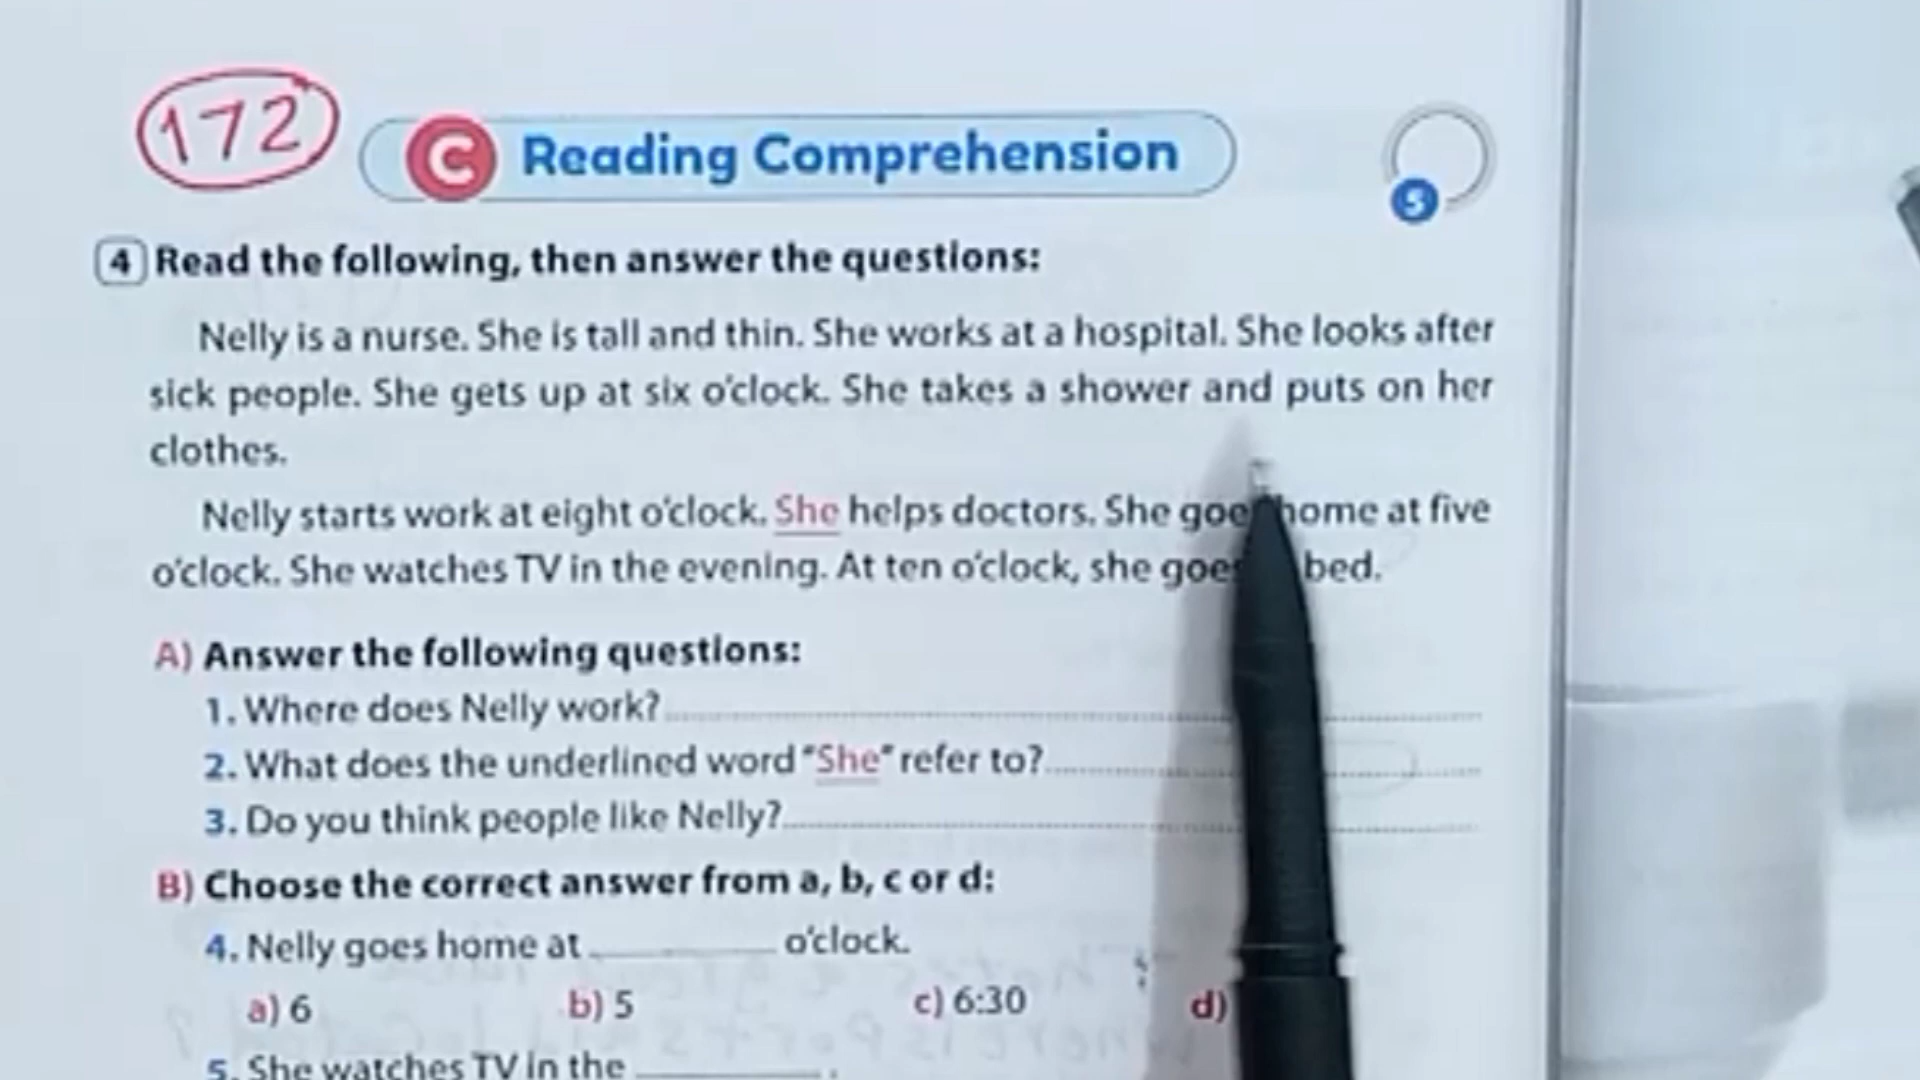 172
C Reading Comprehension
5
4 Read the following, then answer the questions:
Nelly is a nurse. She is tall and thin. She works at a hospital. She looks after
sick people. She gets up at six o'clock. She takes a shower and puts on her
clothes.
Nelly starts work at eight o'clock. She helps doctors. She home at five
o'clock. She watches TV in the evening. At ten o'clock, she bed.
A) Answer the following questions:
1. Where does Nelly work?
2. What does the underlined word "She" refer to?
3. Do you think people like Nelly?
B) Choose the correct answer from a, b, c or d:
4. Nelly goes home at o'clock.
a) 6 b) 5 c) 6:30 d)
5. She watches TV in the .